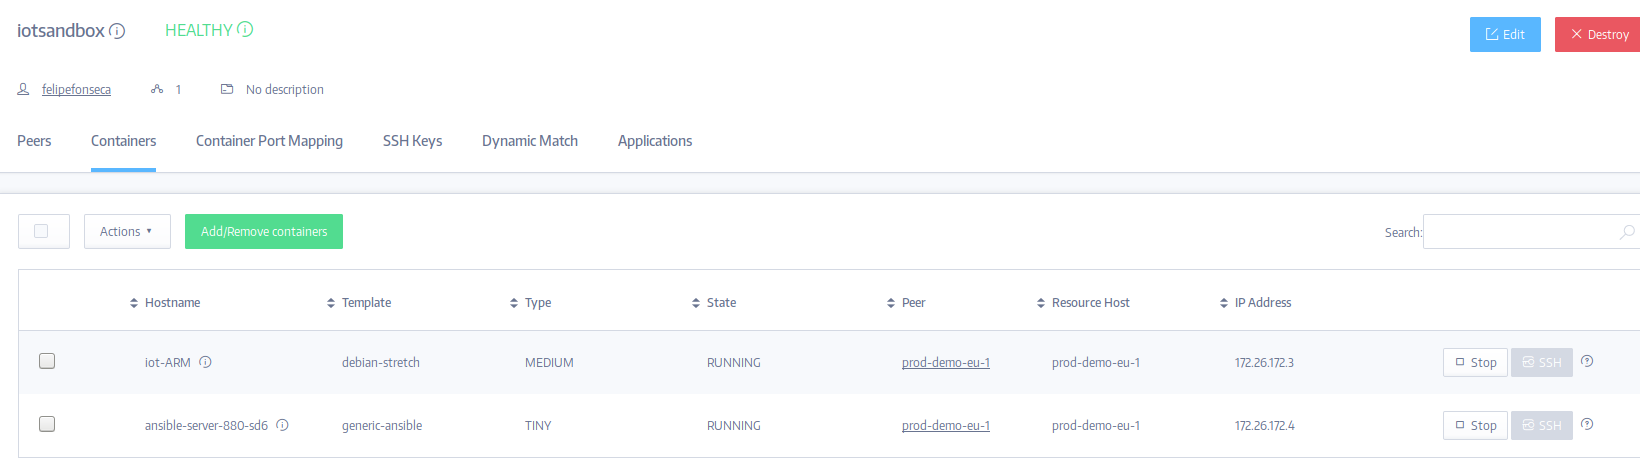 iotsandbox HEALTHY Edit Destroy
felipefonseca 1 No description
Peers Containers Container Port Mapping SSH Keys Dynamic Match Applications
Actions Add/Remove containers Search:
Hostname Template Type State Peer Resource Host IP Address
iot-ARM debian-stretch MEDIUM RUNNING prod-demo-eu-1 prod-demo-eu-1 172.26.172.3 Stop SSH
ansible-server-880-sd6 generic-ansible TINY RUNNING prod-demo-eu-1 prod-demo-eu-1 172.26.172.4 Stop SSH